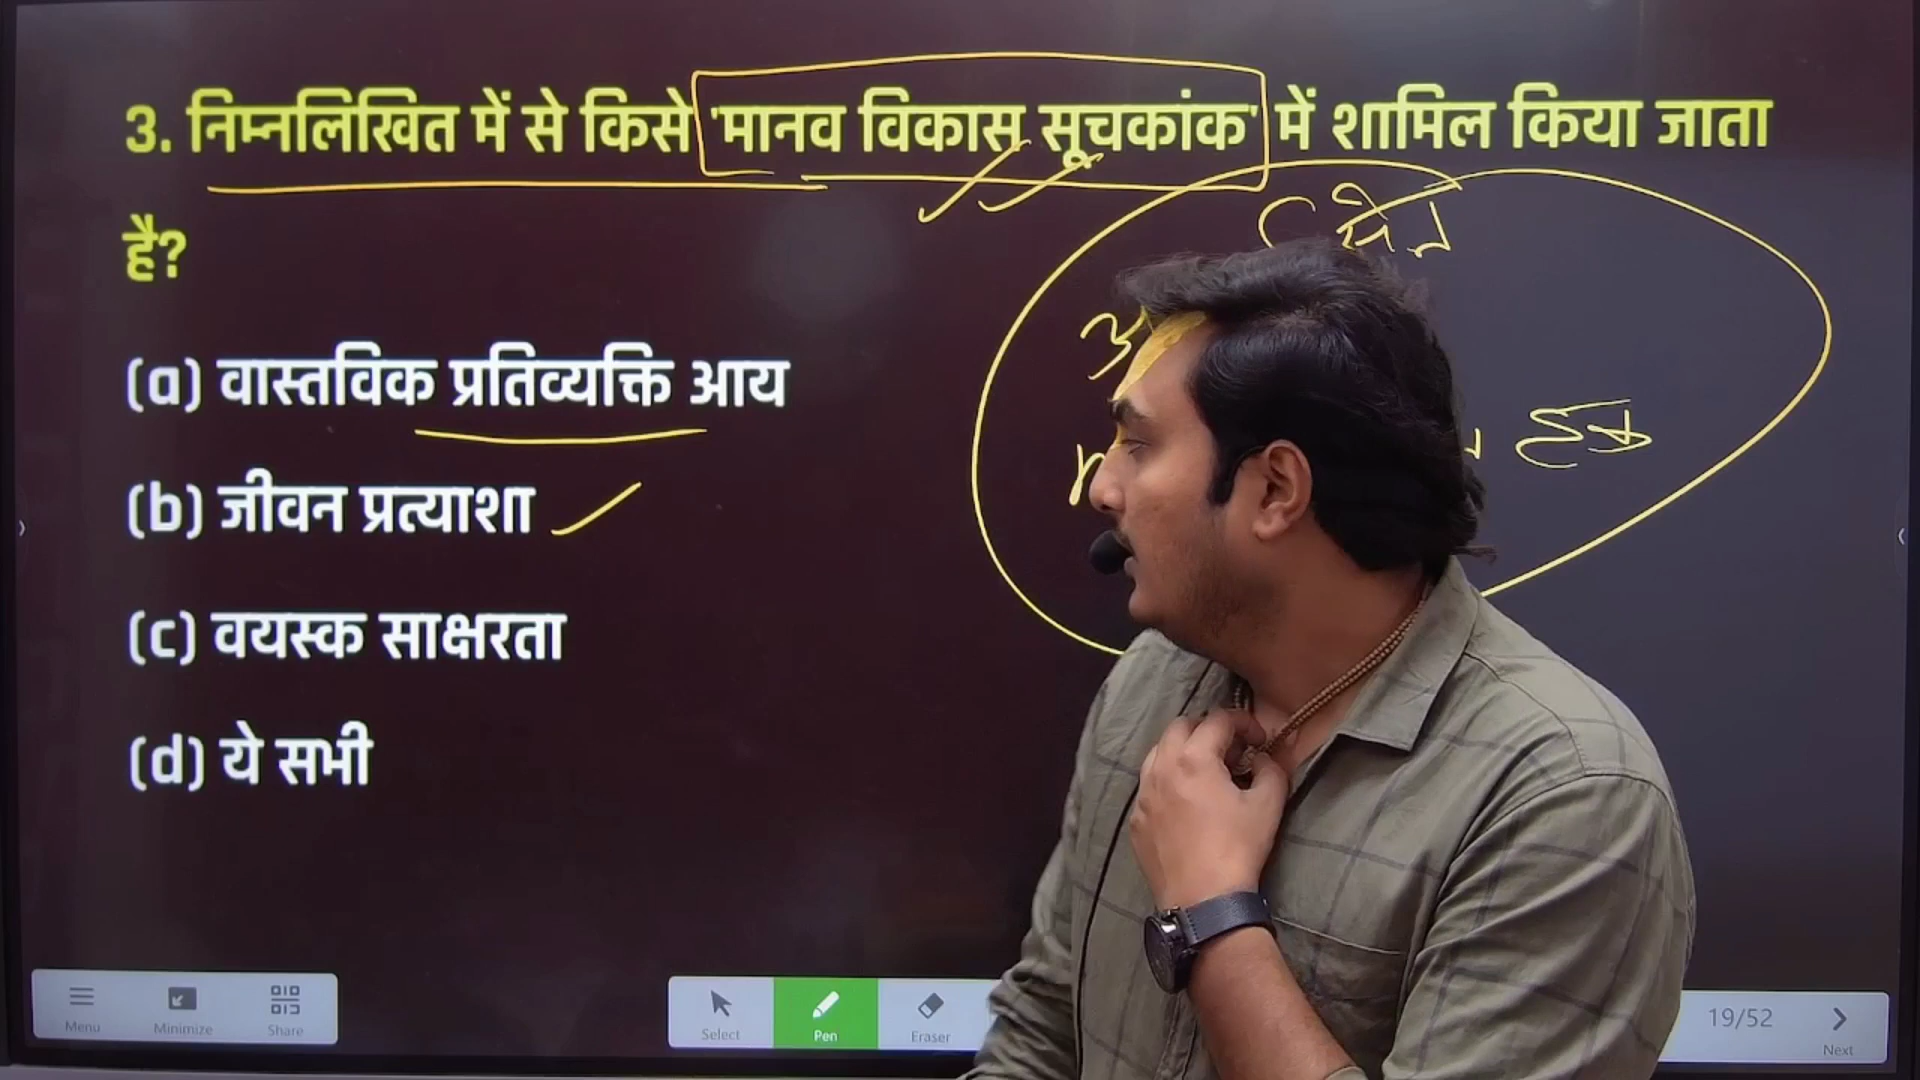 3. निम्नलिखित में से किसे 'मानव विकास सूचकांक' में शामिल किया जाता
है?
(a) वास्तविक प्रतिव्यक्ति आय
(b) जीवन प्रत्याशा
(c) वयस्क साक्षरता
(d) ये सभी
Menu
Minimize
Share
Select
Pen
Eraser
19/52
Next